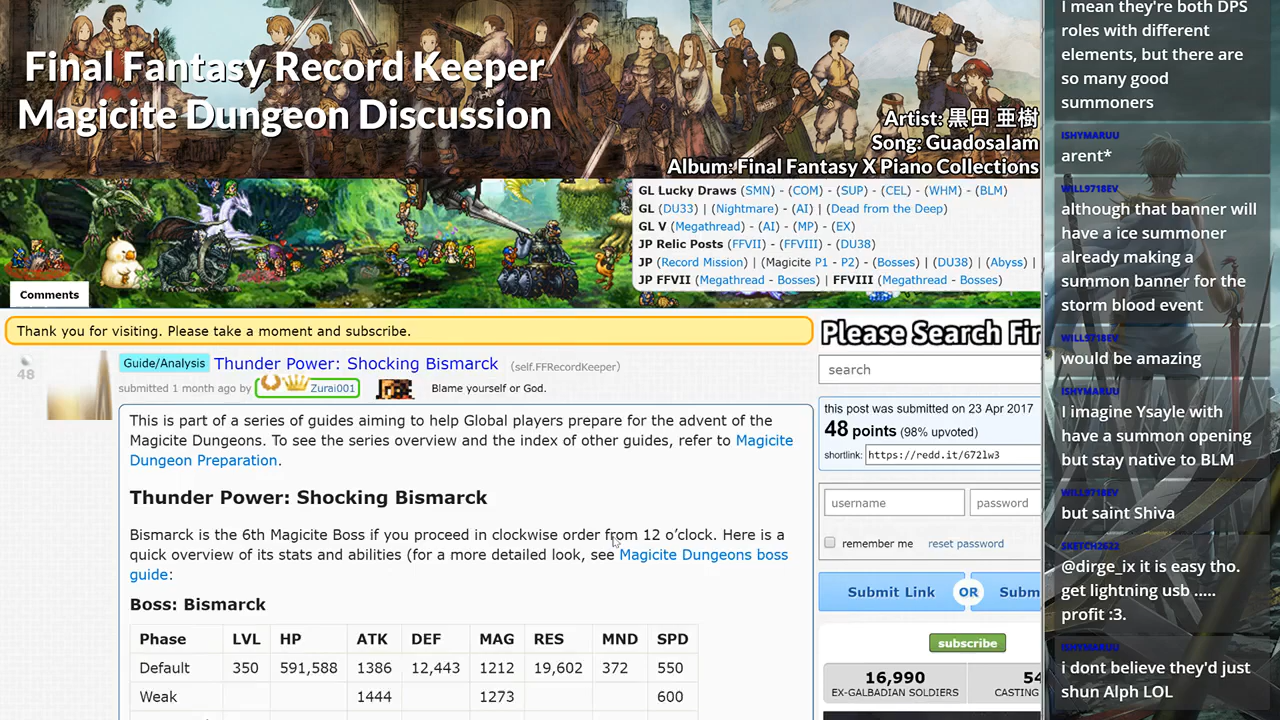 Final Fantasy Record Keeper
Magicite Dungeon Discussion
Artist: 黒田 亜樹
Song: Guadosalam
Album: Final Fantasy X Piano Collections
GL Lucky Draws (SMN) - (COM) - (SUP) - (CEL) - (WHM) - (BLM)
GL (DU33) | (Nightmare) - (AI) | (Dead from the Deep)
GL V (Megathread) - (AI) - (MP) - (EX)
JP Relic Posts (FFVII) - (FFVIII) - (DU38)
JP (Record Mission) | (Magicite P1 - P2) - (Bosses) | (DU38) | (Abyss) |
JP FFVII (Megathread - Bosses) | FFVIII (Megathread - Bosses)
Comments
Thank you for visiting. Please take a moment and subscribe.
48
Guide/Analysis Thunder Power: Shocking Bismarck (self.FFRecordKeeper)
submitted 1 month ago by Zurai001 Blame yourself or God.
This is part of a series of guides aiming to help Global players prepare for the advent of the
Magicite Dungeons. To see the series overview and the index of other guides, refer to Magicite
Dungeon Preparation.
Thunder Power: Shocking Bismarck
Bismarck is the 6th Magicite Boss if you proceed in clockwise order from 12 o’clock. Here is a
quick overview of its stats and abilities (for a more detailed look, see Magicite Dungeons boss
guide:
Boss: Bismarck
Phase LVL HP ATK DEF MAG RES MND SPD
Default 350 591,588 1386 12,443 1212 19,602 372 550
Weak 1444 1273 600
Please Search Fir
search
this post was submitted on 23 Apr 2017
48 points (98% upvoted)
shortlink: https://redd.it/672lw3
username password
remember me reset password
Submit Link OR Subm
subscribe
16,990 54
EX-GALBADIAN SOLDIERS CASTING
I mean they're both DPS
roles with different
elements, but there are
so many good
summoners
ISHYMARUU
arent*
WILL9718EV
although that banner will
have a ice summoner
already making a
summon banner for the
storm blood event
WILL9718EV
would be amazing
ISHYMARUU
I imagine Ysayle with
have a summon opening
but stay native to BLM
WILL9718EV
but saint Shiva
SKETCH2622
@dirge_ix it is easy tho.
get lightning usb .....
profit :3.
ISHYMARUU
i dont believe they'd just
shun Alph LOL